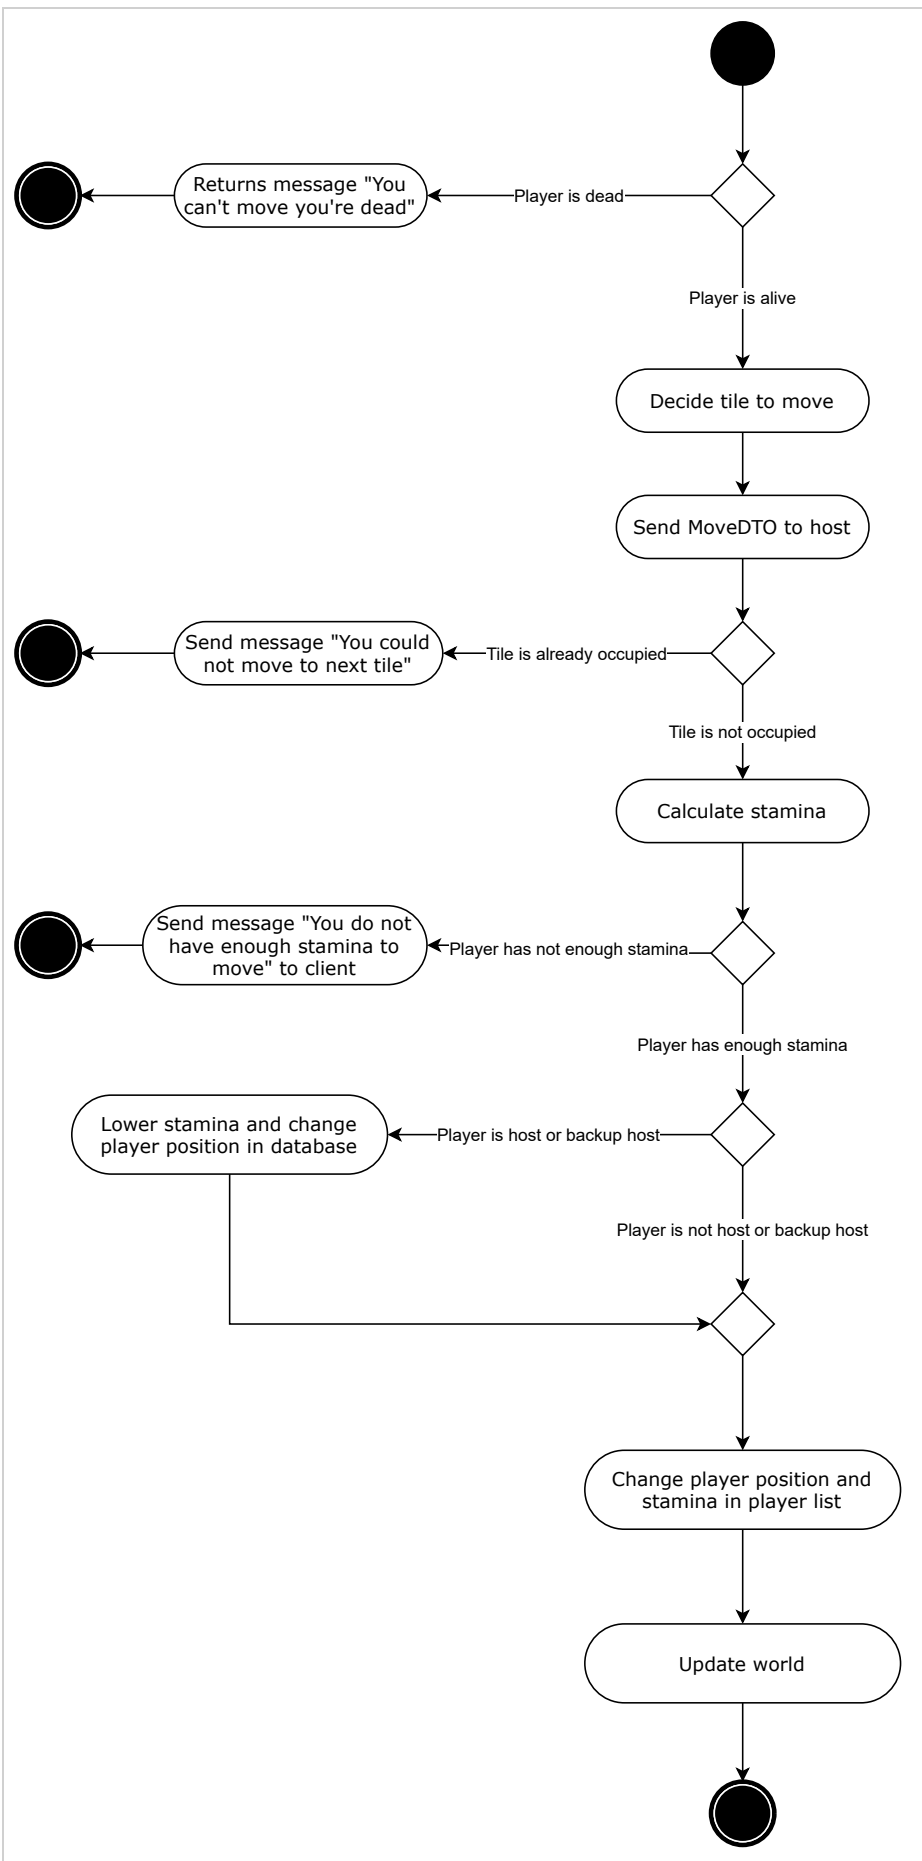 Returns message "You
can't move you're dead"
Player is dead
Player is alive
Decide tile to move
Send MoveDTO to host
Send message "You could
not move to next tile"
Tile is already occupied
Tile is not occupied
Calculate stamina
Send message "You do not
have enough stamina to
move" to client
Player has not enough stamina
Player has enough stamina
Lower stamina and change
player position in database
Player is host or backup host
Player is not host or backup host
Change player position and
stamina in player list
Update world